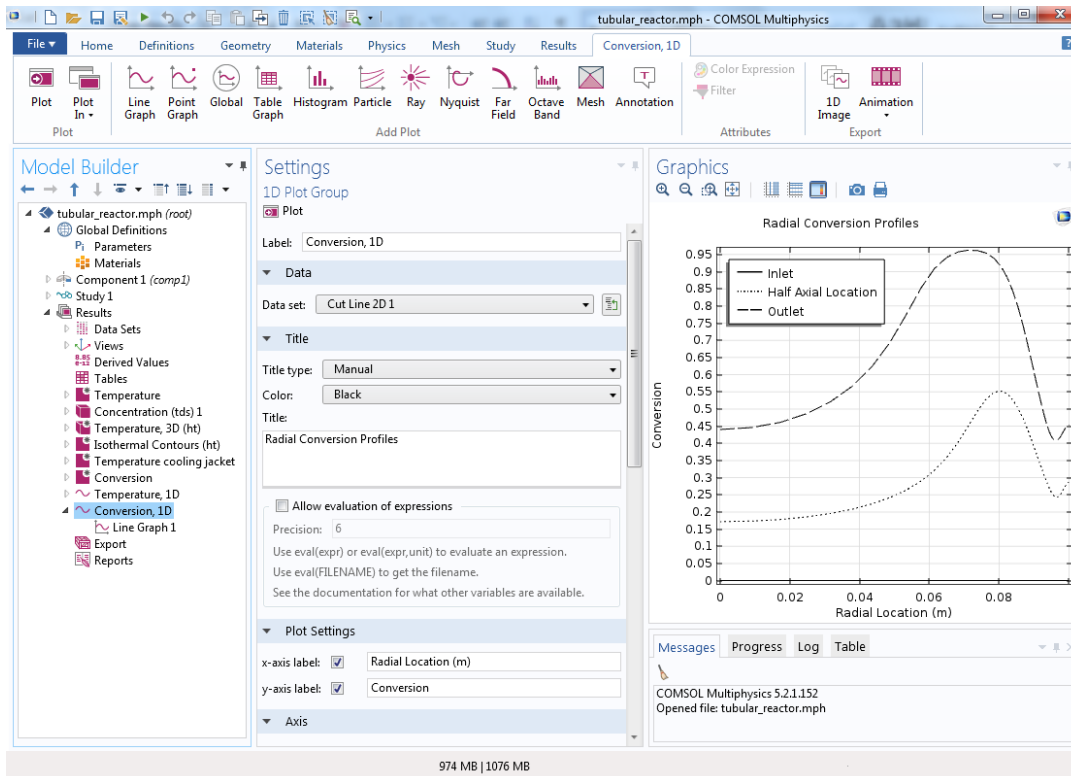 tubular_reactor.mph - COMSOL Multiphysics
File Home Definitions Geometry Materials Physics Mesh Study Results Conversion, 1D
Plot
Plot In
Line Graph
Point Graph
Global
Table Graph
Histogram
Particle
Ray
Nyquist
Far Field
Octave Band
Mesh
Annotation
Color Expression
Filter
1D Image
Animation
Plot
Add Plot
Attributes
Export
Model Builder
tubular_reactor.mph (root)
Global Definitions
Pi Parameters
Materials
Component 1 (comp1)
Study 1
Results
Data Sets
Views
8.85
e-12
Derived Values
Tables
Temperature
Concentration (tds) 1
Temperature, 3D (ht)
Isothermal Contours (ht)
Temperature cooling jacket
Conversion
Temperature, 1D
Conversion, 1D
Line Graph 1
Export
Reports
Settings
1D Plot Group
Plot
Label: Conversion, 1D
Data
Data set: Cut Line 2D 1
Title
Title type: Manual
Color: Black
Title:
Radial Conversion Profiles
Allow evaluation of expressions
Precision: 6
Use eval(expr) or eval(expr,unit) to evaluate an expression.
Use eval(FILENAME) to get the filename.
See the documentation for what other variables are available.
Plot Settings
x-axis label: Radial Location (m)
y-axis label: Conversion
Axis
Graphics
Radial Conversion Profiles
Inlet
Half Axial Location
Outlet
0.95
0.9
0.85
0.8
0.75
0.7
0.65
0.6
0.55
0.5
0.45
0.4
0.35
0.3
0.25
0.2
0.15
0.1
0.05
0
Conversion
0 0.02 0.04 0.06 0.08
Radial Location (m)
Messages Progress Log Table
COMSOL Multiphysics 5.2.1.152
Opened file: tubular_reactor.mph
974 MB | 1076 MB